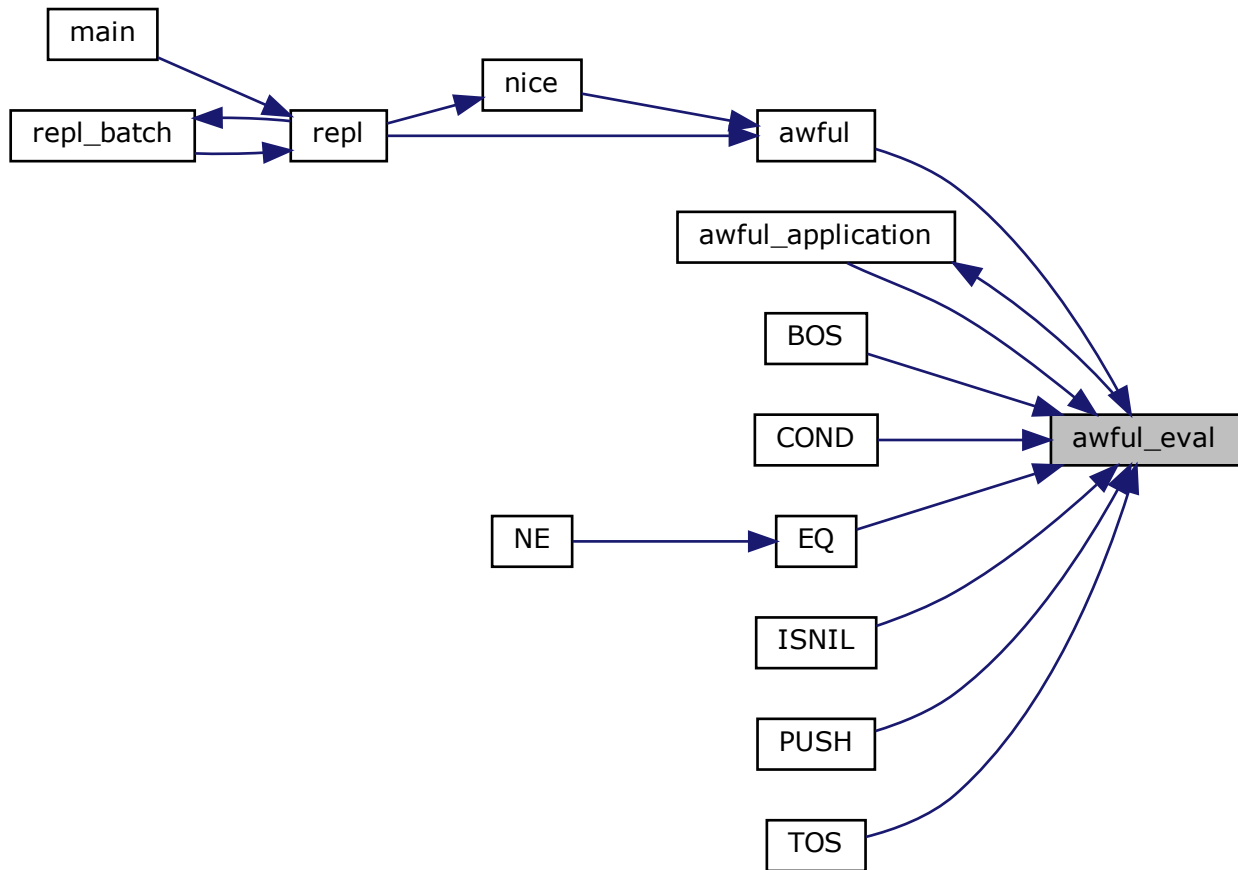 main
nice
repl_batch
repl
awful
awful_application
BOS
COND
awful_eval
NE
EQ
ISNIL
PUSH
TOS